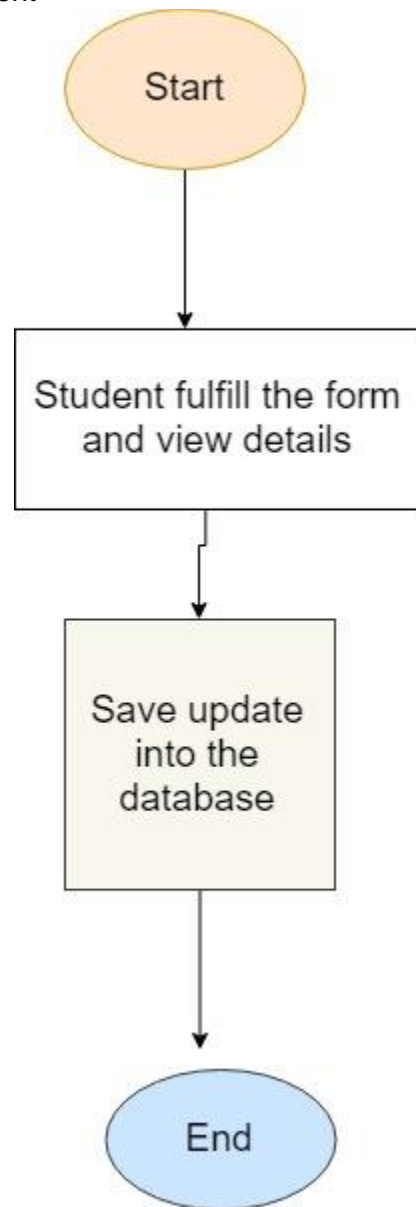 Start
Student fulfill the form
and view details
Save update
into the
database
End